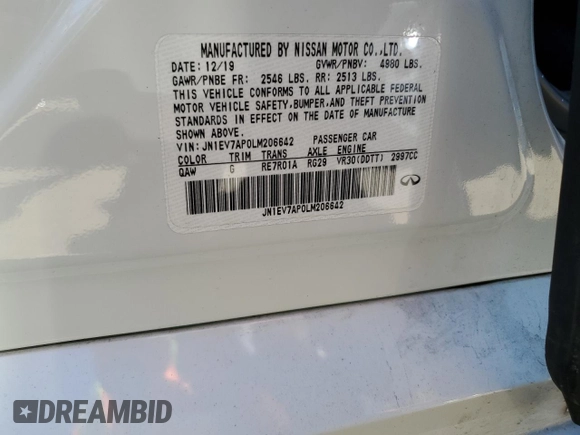 MANUFACTURED BY NISSAN MOTOR CO.,LTD.
DATE: 12/19 GVWR/PNBV: 4980 LBS.
GAWR/PNBE FR: 2546 LBS. RR: 2513 LBS.
THIS VEHICLE CONFORMS TO ALL APPLICABLE FEDERAL
MOTOR VEHICLE SAFETY,BUMPER,AND THEFT PREVENTION
STANDARDS IN EFFECT ON THE DATE OF MANUFACTURE
SHOWN ABOVE.
VIN: JN1EV7AP0LM206642 PASSENGER CAR
COLOR TRIM TRANS AXLE ENGINE
QAW G RE7R01A RG29 VR30(DDTT) 2997CC
JN1EV7AP0LM206642
DREAMBID